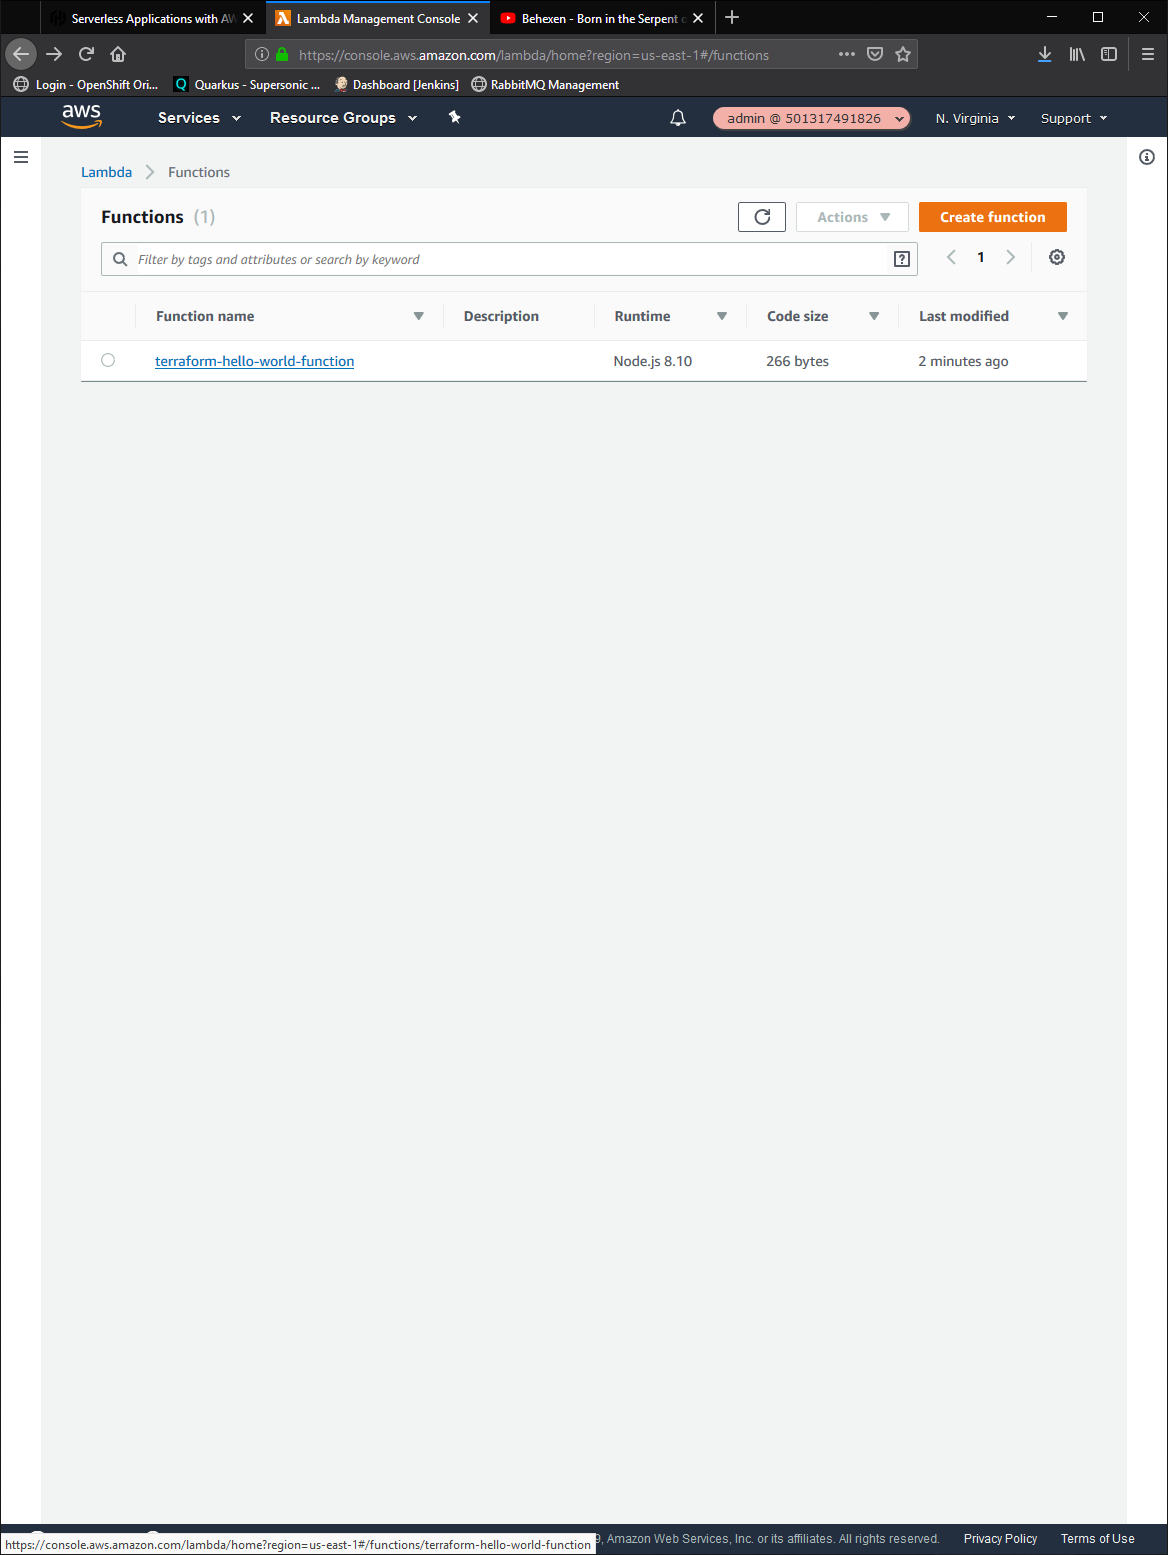 Serverless Applications with AW
Lambda Management Console
Behexen - Born in the Serpent o
https://console.aws.amazon.com/lambda/home?region=us-east-1#/functions
Login - OpenShift Ori...
Quarkus - Supersonic ...
Dashboard [Jenkins]
RabbitMQ Management
aws
Services
Resource Groups
admin @ 501317491826
N. Virginia
Support
Lambda
Functions
Functions (1)
Actions
Create function
Filter by tags and attributes or search by keyword
1
Function name
Description
Runtime
Code size
Last modified
terraform-hello-world-function
Node.js 8.10
266 bytes
2 minutes ago
9, Amazon Web Services, Inc. or its affiliates. All rights reserved.
Privacy Policy
Terms of Use
https://console.aws.amazon.com/lambda/home?region=us-east-1#/functions/terraform-hello-world-function